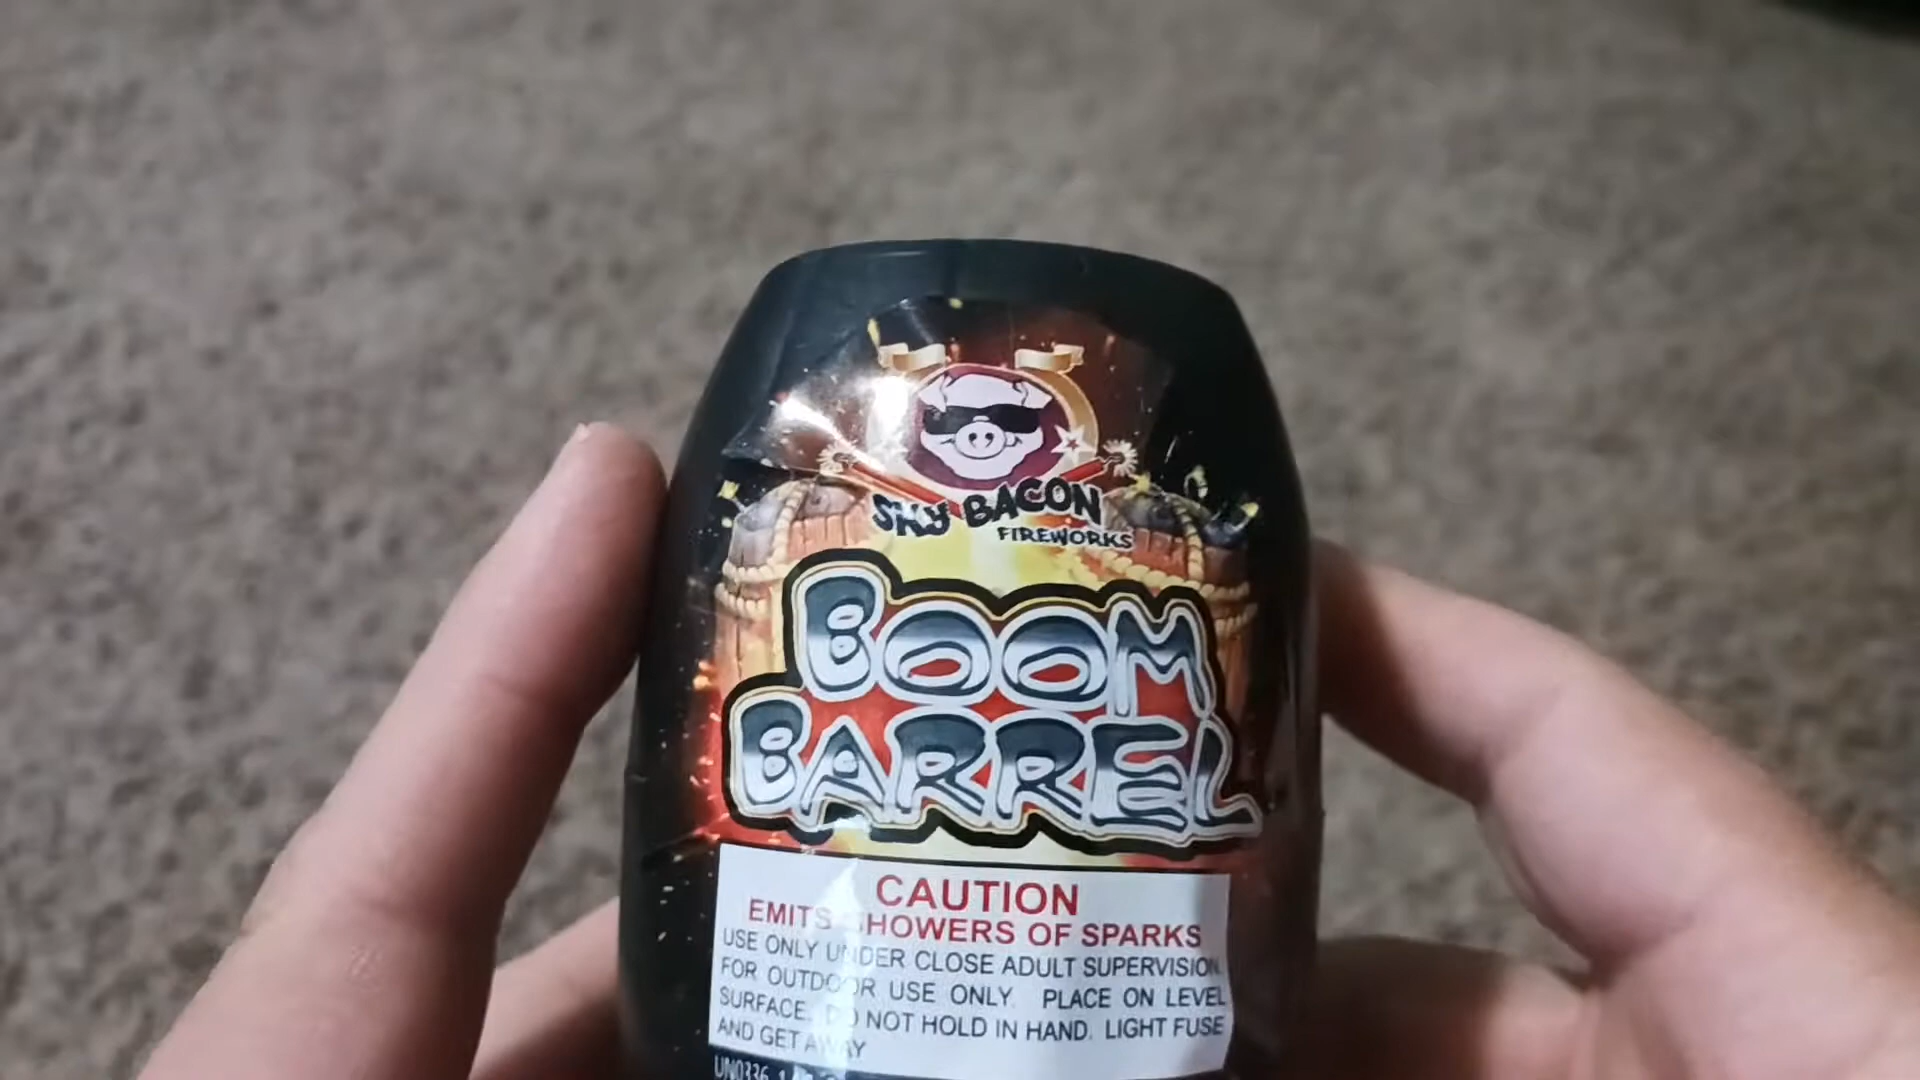 SKY BACON
FIREWORKS
BOOM
BARREL
CAUTION
EMITS SHOWERS OF SPARKS
USE ONLY UNDER CLOSE ADULT SUPERVISION.
FOR OUTDOOR USE ONLY. PLACE ON LEVEL
SURFACE. DO NOT HOLD IN HAND. LIGHT FUSE
AND GET AWAY
UN0336